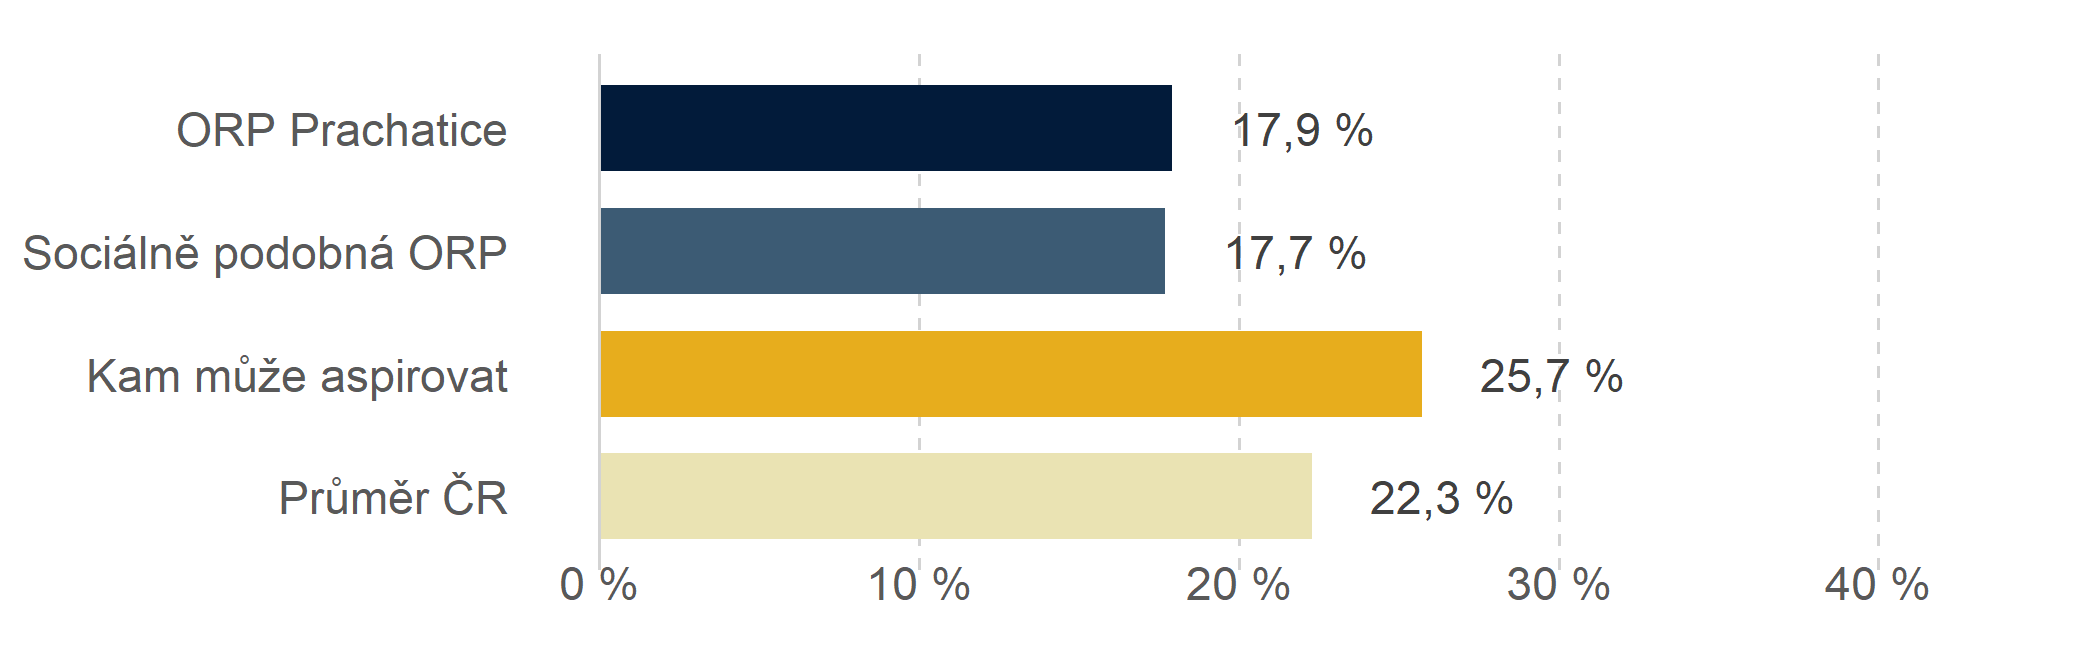 ORP Prachatice 17,9 %
Sociálně podobná ORP 17,7 %
Kam může aspirovat 25,7 %
Průměr ČR 22,3 %
0 % 10 % 20 % 30 % 40 %